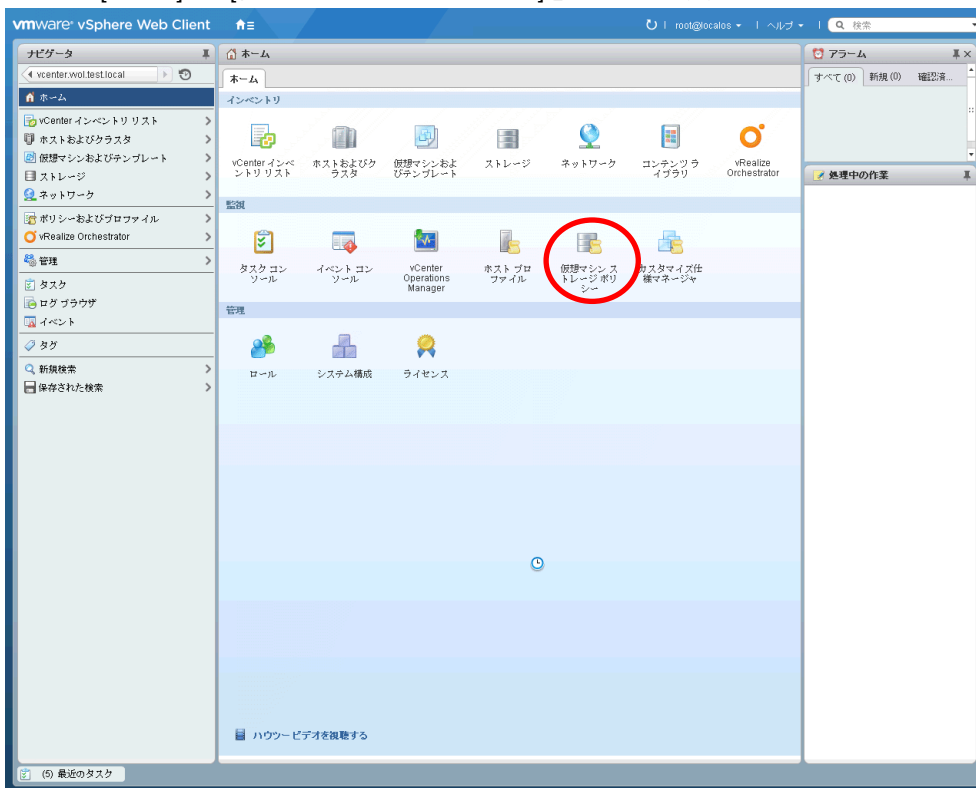 vmware® vSphere Web Client
root@localos
ヘルプ
検索
ナビゲータ
vcenter.wol.test.local
ホーム
vCenter インベントリ リスト
ホストおよびクラスタ
仮想マシンおよびテンプレート
ストレージ
ネットワーク
ポリシーおよびプロファイル
vRealize Orchestrator
管理
タスク
ログ ブラウザ
イベント
タグ
新規検索
保存された検索
ホーム
ホーム
インベントリ
vCenter インベ
ントリ リスト
ホストおよびク
ラスタ
仮想マシンおよ
びテンプレート
ストレージ
ネットワーク
コンテンツ ラ
イブラリ
vRealize
Orchestrator
監視
タスク コン
ソール
イベント コン
ソール
vCenter
Operations
Manager
ホスト プロ
ファイル
仮想マシン ス
トレージ ポリ
シー
カスタマイズ仕
様マネージャ
管理
ロール
システム構成
ライセンス
ハウツー ビデオを視聴する
アラーム
すべて (0)
新規 (0)
確認済...
処理中の作業
(5) 最近のタスク